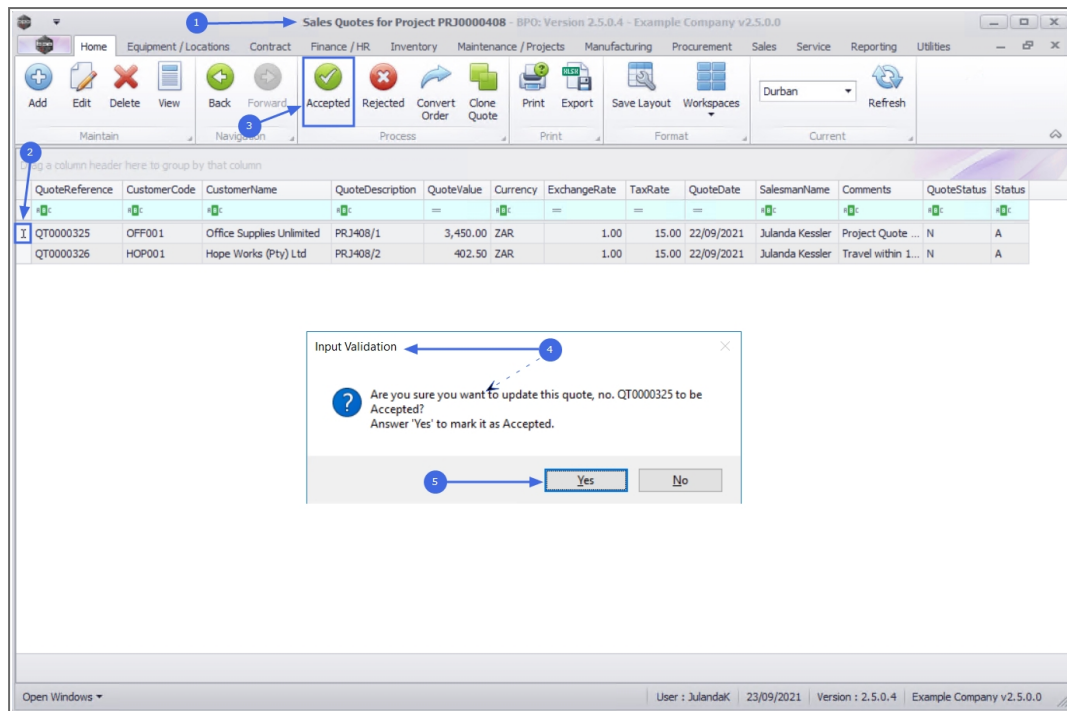 1 Sales Quotes for Project PRJ0000408 - BPO: Version 2.5.0.4 - Example Company v2.5.0.0
Home Equipment / Locations Contract Finance / HR Inventory Maintenance / Projects Manufacturing Procurement Sales Service Reporting Utilities
Add Edit Delete View Back Forward Accepted Rejected Convert Order Clone Quote Print Export Save Layout Workspaces Durban Refresh
3
Maintain Navigation Process Print Format Current
2
Drag a column header here to group by that column
QuoteReference CustomerCode CustomerName QuoteDescription QuoteValue Currency ExchangeRate TaxRate QuoteDate SalesmanName Comments QuoteStatus Status
QT0000325 OFF001 Office Supplies Unlimited PRJ408/1 3,450.00 ZAR 1.00 15.00 22/09/2021 Julanda Kessler Project Quote ... N A
QT0000326 HOP001 Hope Works (Pty) Ltd PRJ408/2 402.50 ZAR 1.00 15.00 22/09/2021 Julanda Kessler Travel within 1... N A
Input Validation 4
Are you sure you want to update this quote, no. QT0000325 to be
Accepted?
Answer 'Yes' to mark it as Accepted.
5 Yes No
Open Windows User : JulandaK 23/09/2021 Version : 2.5.0.4 Example Company v2.5.0.0